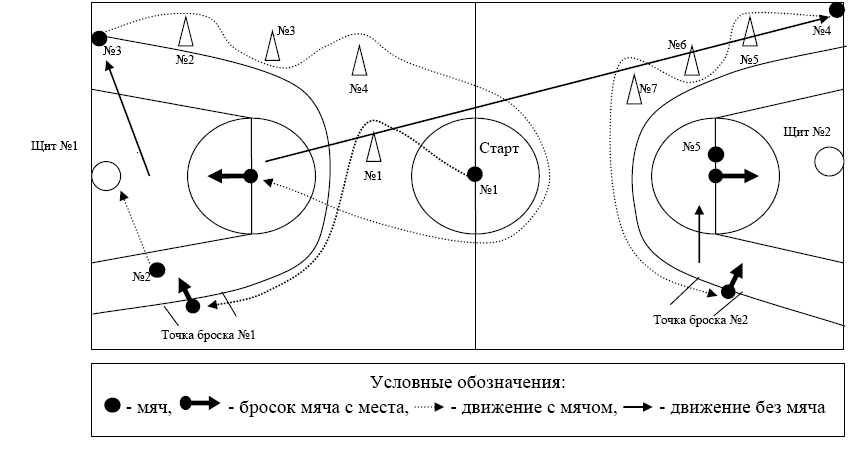 №3
№2
№3
№4
№6
№5
№4
№7
Щит №1
Старт
№5
Щит №2
№1
№1
№2
Точка броска №1
Точка броска №2
Условные обозначения:
- мяч, - бросок мяча с места, - движение с мячом, - движение без мяча